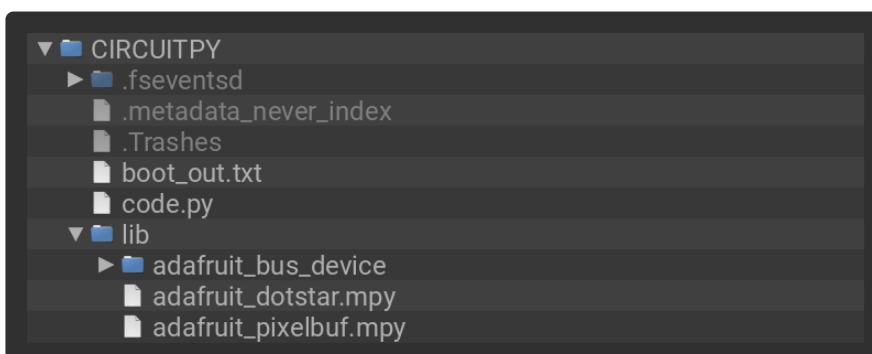 CIRCUITPY
.fseventsd
.metadata_never_index
.Trashes
boot_out.txt
code.py
lib
adafruit_bus_device
adafruit_dotstar.mpy
adafruit_pixelbuf.mpy